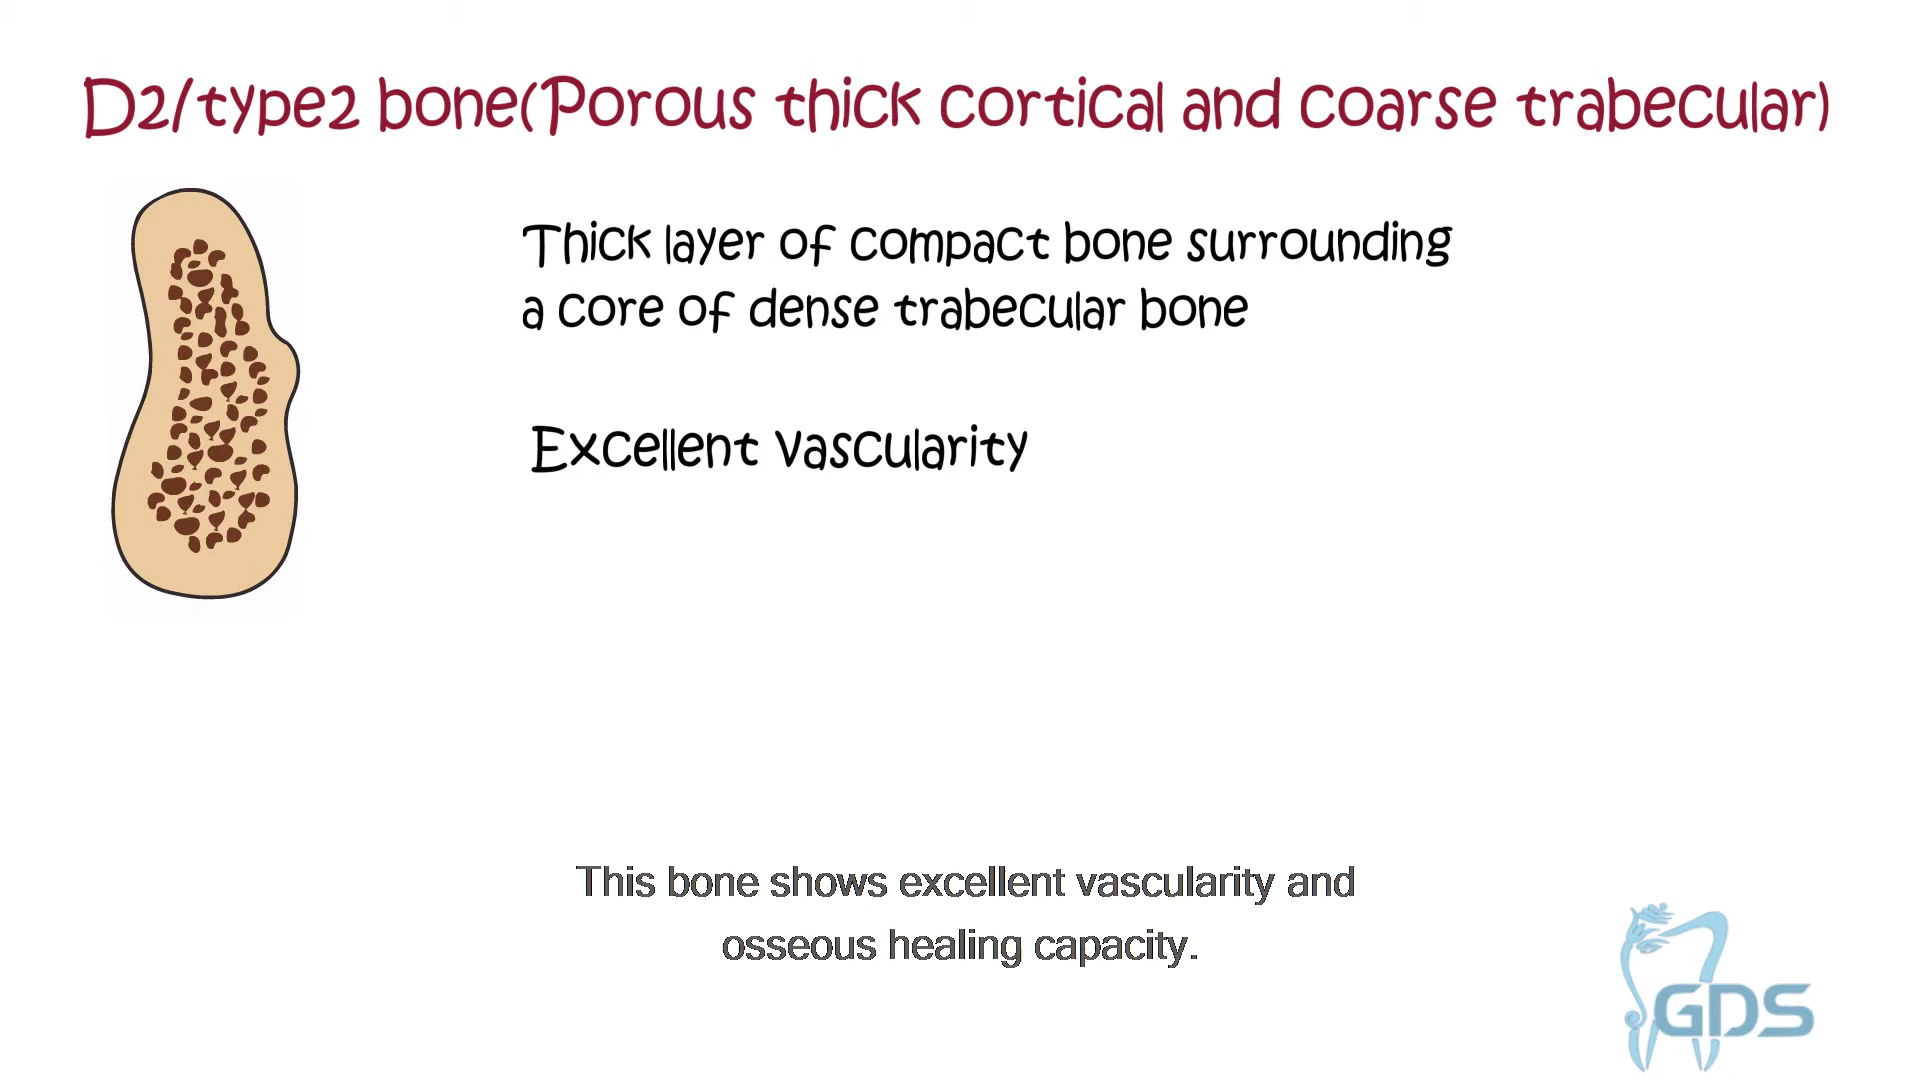 D2/type2 bone(Porous thick cortical and coarse trabecular)
Thick layer of compact bone surrounding
a core of dense trabecular bone
Excellent vascularity
This bone shows excellent vascularity and
osseous healing capacity.
GDS